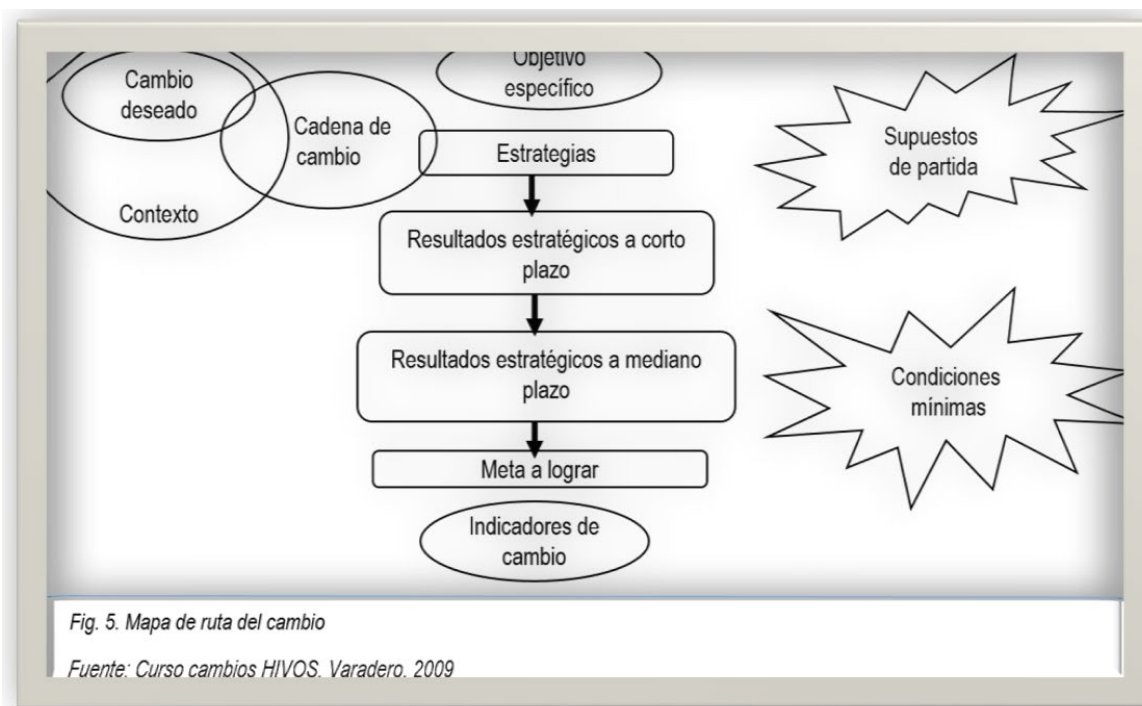 Cambio
deseado
Cadena de
cambio
Contexto
Objetivo
específico
Estrategias
Resultados estratégicos a corto
plazo
Resultados estratégicos a mediano
plazo
Meta a lograr
Indicadores de
cambio
Supuestos
de partida
Condiciones
mínimas
Fig. 5. Mapa de ruta del cambio
Fuente: Curso cambios HIVOS. Varadero. 2009